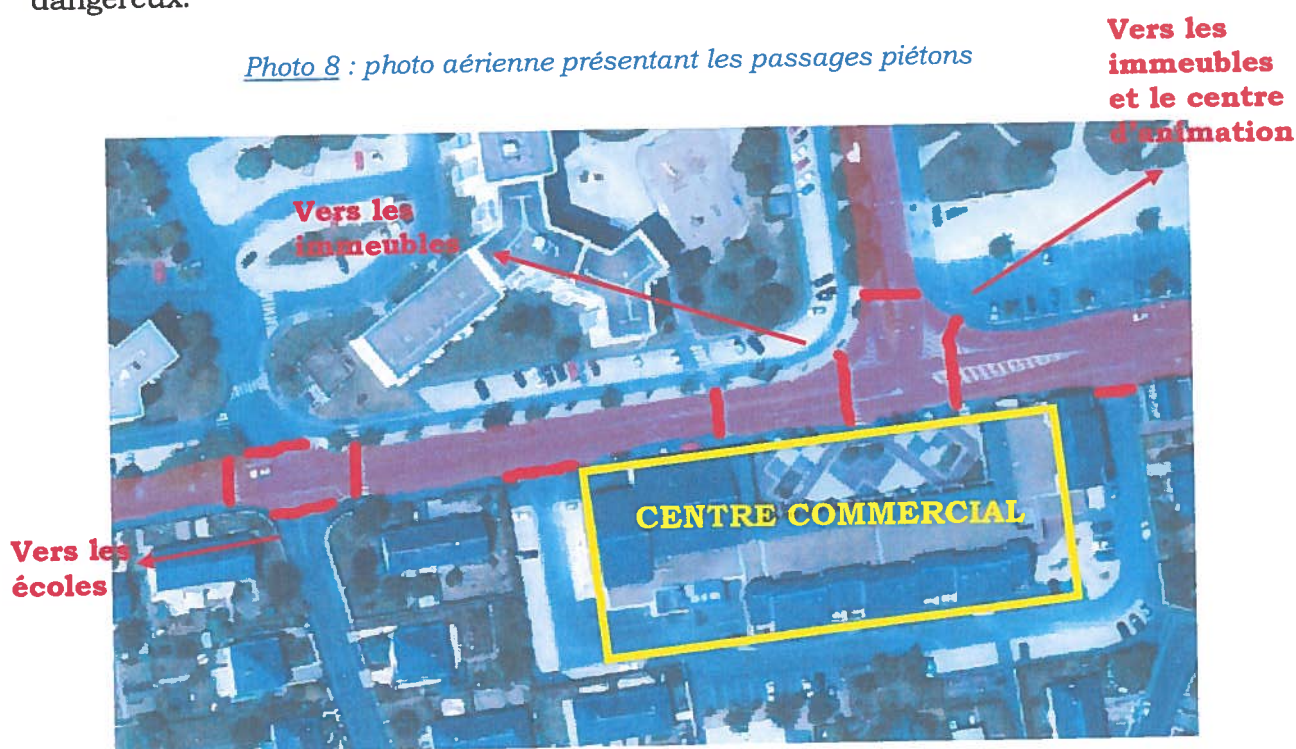 dangereux.
Photo 8 : photo aérienne présentant les passages piétons
Vers les
immeubles
et le centre
d'animation
Vers les
immeubles
CENTRE COMMERCIAL
Vers les
écoles